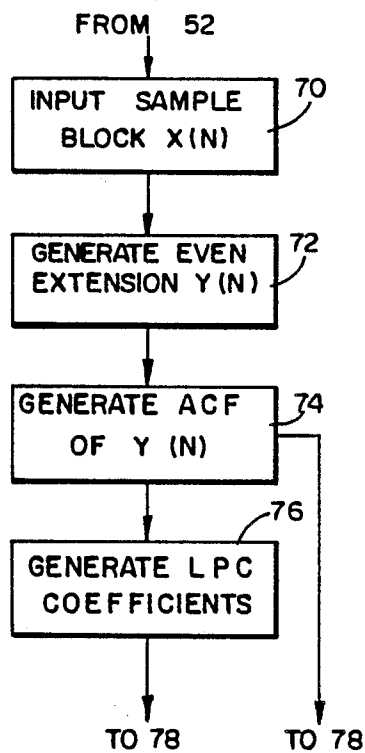 FROM 52
INPUT SAMPLE
BLOCK X(N)
70
GENERATE EVEN
EXTENSION Y(N)
72
GENERATE ACF
OF Y (N)
74
76
GENERATE LPC
COEFFICIENTS
TO 78
TO 78